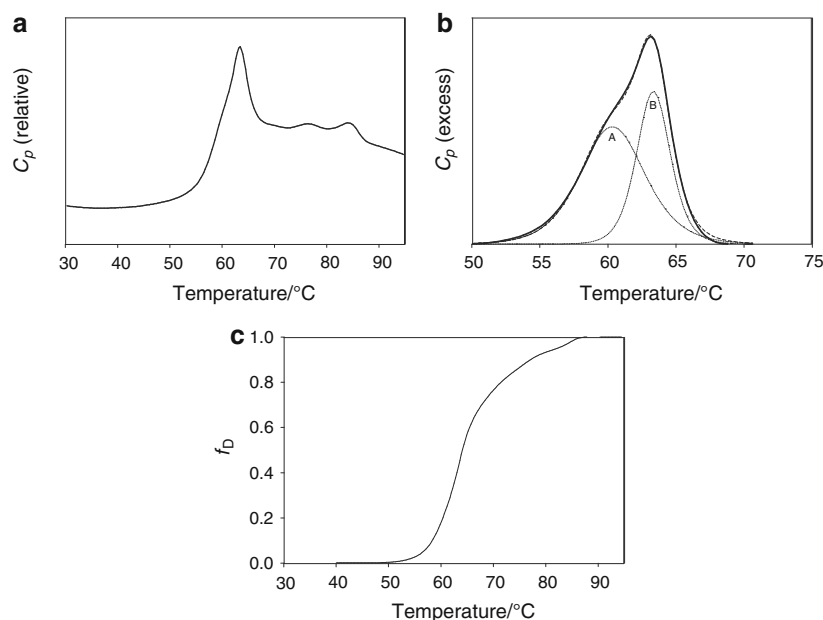 a
C_p (relative)
30 40 50 60 70 80 90
Temperature/°C
b
C_p (excess)
A
B
50 55 60 65 70 75
Temperature/°C
c
1.0
0.8
0.6
0.4
0.2
0.0
f_D
30 40 50 60 70 80 90
Temperature/°C